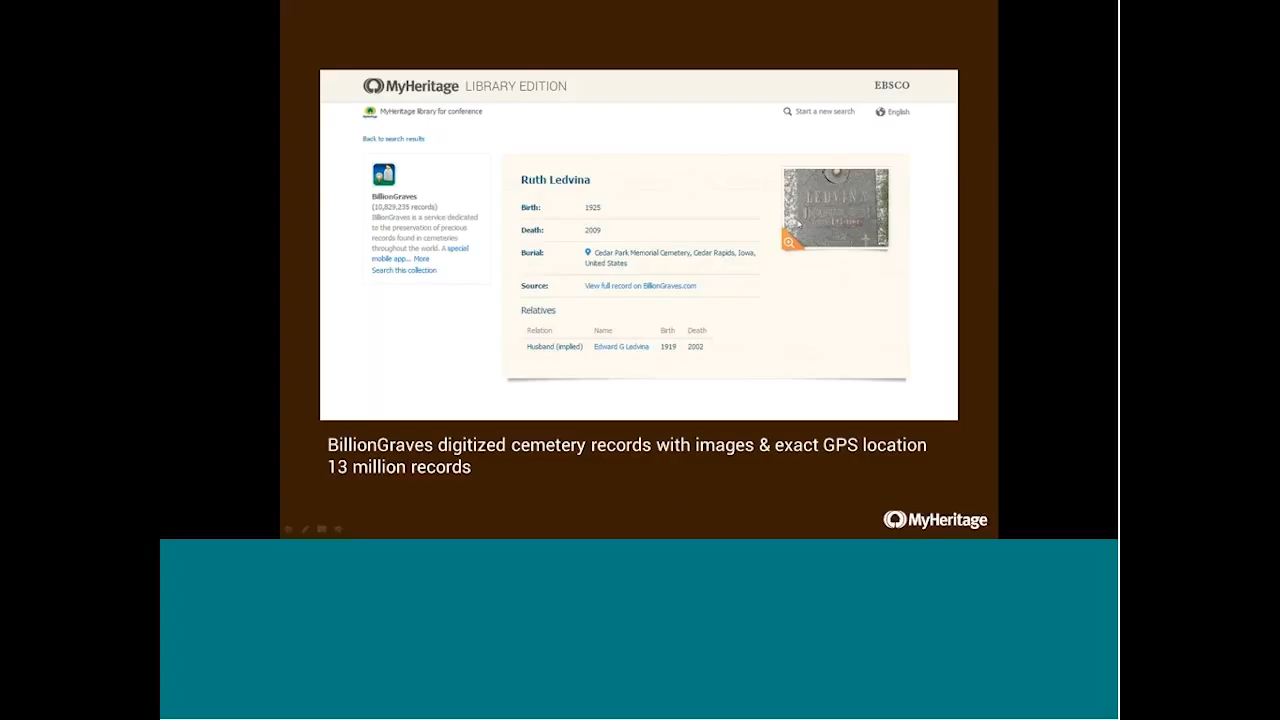 MyHeritage LIBRARY EDITION
EBSCO
MyHeritage library for conference
Start a new search
English
Back to search results
BillionGraves
(10,829,235 records)
BillionGraves is a service dedicated
to the preservation of precious
records found in cemeteries
throughout the world. A special
mobile app... More
Search this collection
Ruth Ledvina
Birth: 1925
Death: 2009
Burial: Cedar Park Memorial Cemetery, Cedar Rapids, Iowa,
United States
Source: View full record on BillionGraves.com
Relatives
Relation Name Birth Death
Husband (implied) Edward G Ledvina 1919 2002
LEDVINA
BillionGraves digitized cemetery records with images & exact GPS location
13 million records
MyHeritage